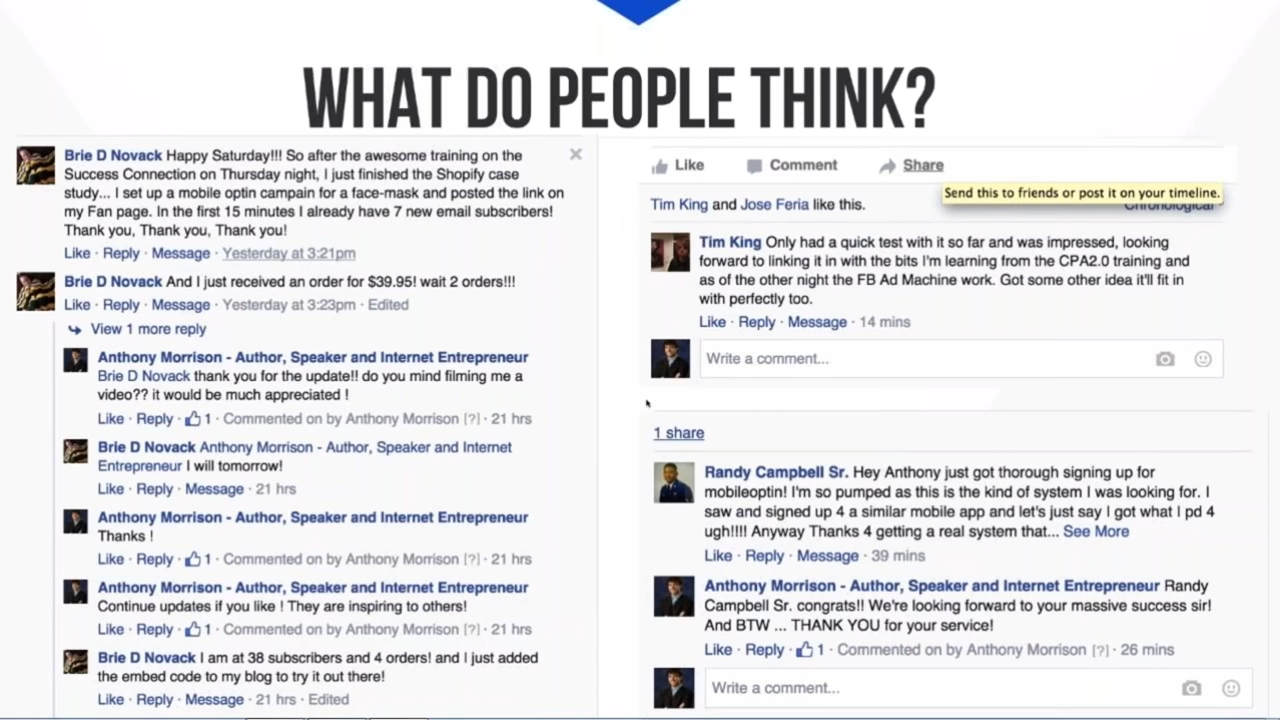 WHAT DO PEOPLE THINK?
Brie D Novack Happy Saturday!!! So after the awesome training on the
Success Connection on Thursday night, I just finished the Shopify case
study... I set up a mobile optin campain for a face-mask and posted the link on
my Fan page. In the first 15 minutes I already have 7 new email subscribers!
Thank you, Thank you, Thank you!
Like · Reply · Message · Yesterday at 3:21pm
Brie D Novack And I just received an order for $39.95! wait 2 orders!!!
Like · Reply · Message · Yesterday at 3:23pm · Edited
View 1 more reply
Anthony Morrison - Author, Speaker and Internet Entrepreneur
Brie D Novack thank you for the update!! do you mind filming me a
video?? it would be much appreciated !
Like · Reply · 1 · Commented on by Anthony Morrison [?] · 21 hrs
Brie D Novack Anthony Morrison - Author, Speaker and Internet
Entrepreneur I will tomorrow!
Like · Reply · Message · 21 hrs
Anthony Morrison - Author, Speaker and Internet Entrepreneur
Thanks !
Like · Reply · 1 · Commented on by Anthony Morrison [?] · 21 hrs
Anthony Morrison - Author, Speaker and Internet Entrepreneur
Continue updates if you like ! They are inspiring to others!
Like · Reply · 1 · Commented on by Anthony Morrison [?] · 21 hrs
Brie D Novack I am at 38 subscribers and 4 orders! and I just added
the embed code to my blog to try it out there!
Like · Reply · Message · 21 hrs · Edited
Like Comment Share
Send this to friends or post it on your timeline.
Tim King and Jose Feria like this.
Chronological
Tim King Only had a quick test with it so far and was impressed, looking
forward to linking it in with the bits I'm learning from the CPA2.0 training and
as of the other night the FB Ad Machine work. Got some other idea it'll fit in
with perfectly too.
Like · Reply · Message · 14 mins
Write a comment...
1 share
Randy Campbell Sr. Hey Anthony just got thorough signing up for
mobileoptin! I'm so pumped as this is the kind of system I was looking for. I
saw and signed up 4 a similar mobile app and let's just say I got what I pd 4
ugh!!!! Anyway Thanks 4 getting a real system that... See More
Like · Reply · Message · 39 mins
Anthony Morrison - Author, Speaker and Internet Entrepreneur Randy
Campbell Sr. congrats!! We're looking forward to your massive success sir!
And BTW ... THANK YOU for your service!
Like · Reply · 1 · Commented on by Anthony Morrison [?] · 26 mins
Write a comment...